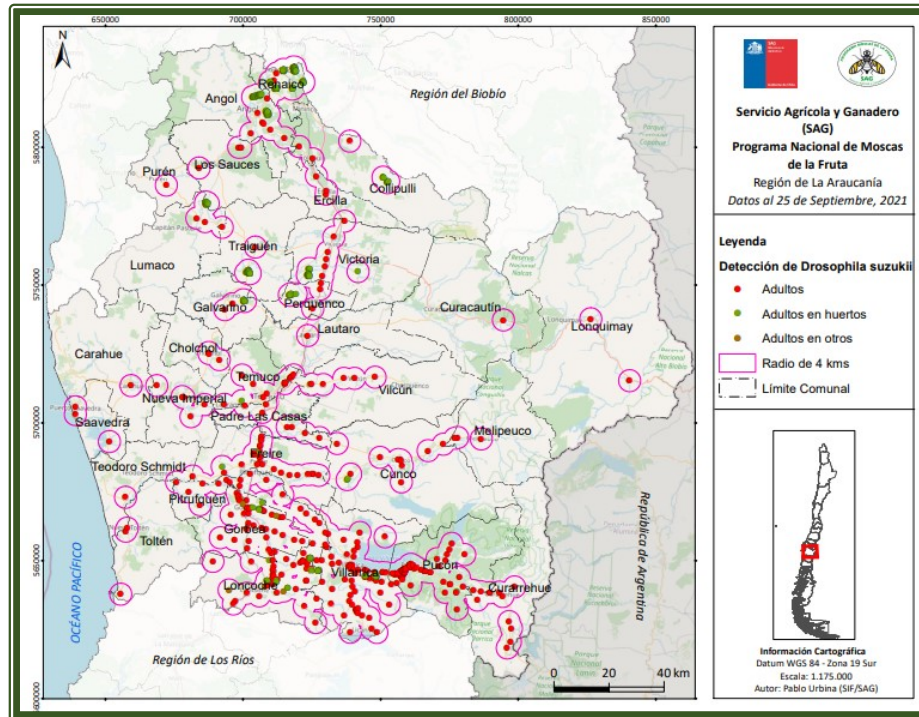 650000
700000
750000
800000
850000
N
Región del Biobío
Renaico
Angol
5800000
Los Sauces
Purén
Collipulli
Ercilla
Traiguén
Lumaco
Victoria
5750000
Galvarino
Perquenco
Curacautín
Lonquimay
Lautaro
Carahue
Cholchol
Temuco
Vilcún
Nueva Imperial
Padre Las Casas
5700000
Saavedra
Melipeuco
Freire
Teodoro Schmidt
Cunco
Pitrufquén
Toltén
Gorbea
5650000
Villarrica
Pucón
Loncoche
Curarrehue
OCÉANO PACÍFICO
República de Argentina
Región de Los Ríos
5600000
0
20
40 km
SAG
Servicio Agrícola y Ganadero
(SAG)
Programa Nacional de Moscas
de la Fruta
Región de La Araucanía
Datos al 25 de Septiembre, 2021
Leyenda
Detección de Drosophila suzukii
Adultos
Adultos en huertos
Adultos en otros
Radio de 4 kms
Límite Comunal
Información Cartográfica
Datum WGS 84 - Zona 19 Sur
Escala: 1.175.000
Autor: Pablo Urbina (SIF/SAG)